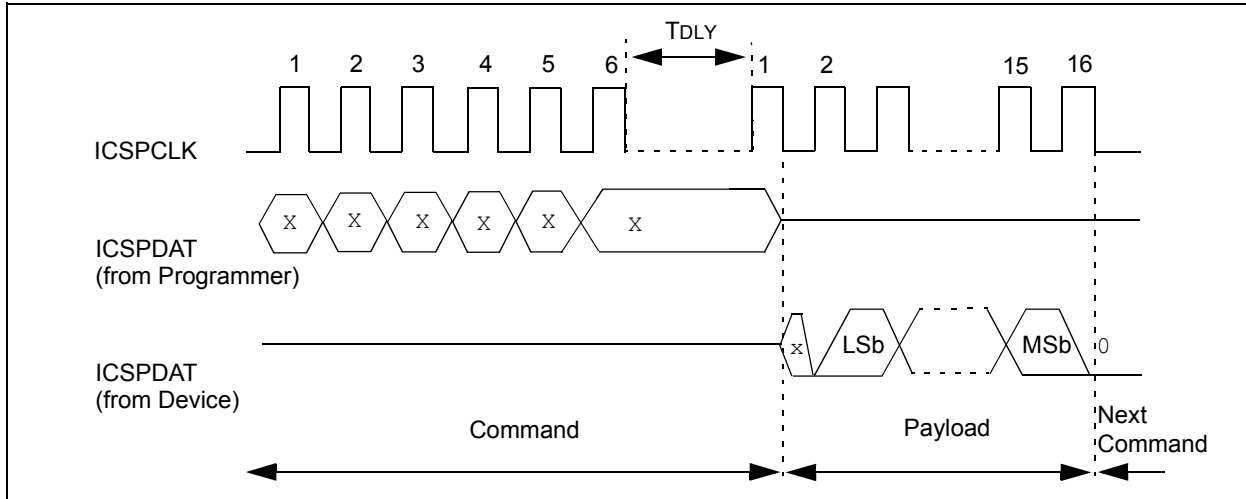 TDLY
1 2 3 4 5 6 1 2 15 16
ICSPCLK
X X X X X X
ICSPDAT
(from Programmer)
x LSb MSb 0
ICSPDAT
(from Device)
Command Payload Next
Command